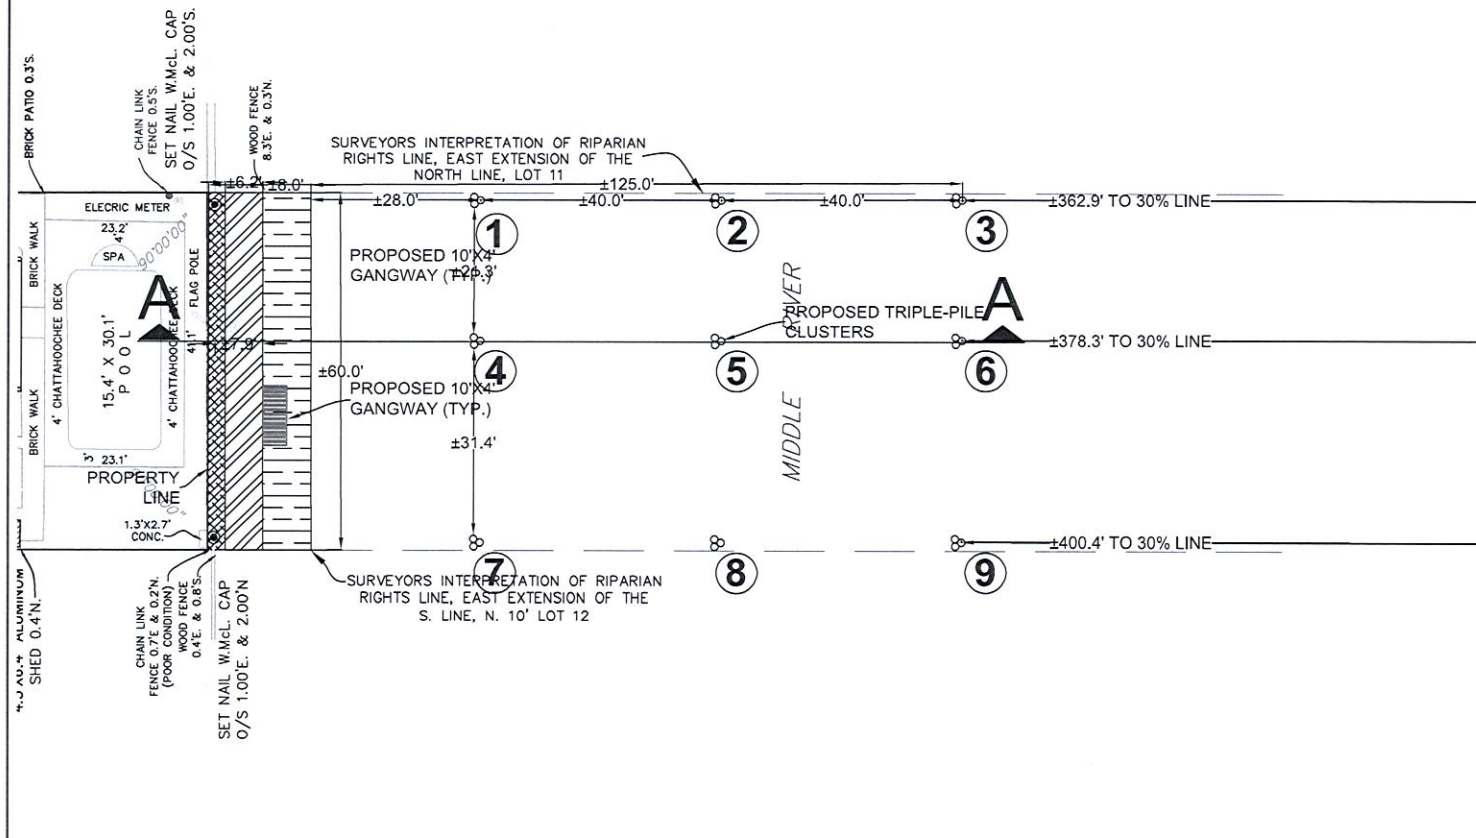 BRICK PATIO 0.3'S.
CHAIN LINK
FENCE 0.5'S.
SET NAIL W.McL. CAP
O/S 1.00'E. & 2.00'S.
WOOD FENCE
8.3'E. & 0.3'N.
SURVEYORS INTERPRETATION OF RIPARIAN
RIGHTS LINE, EAST EXTENSION OF THE
NORTH LINE, LOT 11
±6.2'
±8.0'
±125.0'
±28.0'
±40.0'
±40.0'
±362.9' TO 30% LINE
ELECRIC METER
1
2
3
BRICK WALK
23.2'
4'
90°00'00"
SPA
FLAG POLE
PROPOSED 10'X4'
GANGWAY (TYP.)
A
A
4' CHATTAHOOCHEE DECK
15.4' X 30.1'
POOL
4' CHATTAHOOCHEE DECK
41.1'
RIVER
PROPOSED TRIPLE-PILE
CLUSTERS
±378.3' TO 30% LINE
4
5
6
±60.0'
PROPOSED 10'X4'
GANGWAY (TYP.)
±31.4'
MIDDLE
BRICK WALK
3'
23.1'
PROPERTY
LINE
1.3'X2.7'
CONC.
±400.4' TO 30% LINE
7
8
9
SURVEYORS INTERPRETATION OF RIPARIAN
RIGHTS LINE, EAST EXTENSION OF THE
S. LINE, N. 10' LOT 12
ALUMINUM
SHED 0.4'N.
CHAIN LINK
FENCE 0.7'E & 0.2'N.
(POOR CONDITION)
WOOD FENCE
0.4'E. & 0.8'S.
SET NAIL W.McL. CAP
O/S 1.00'E. & 2.00'N